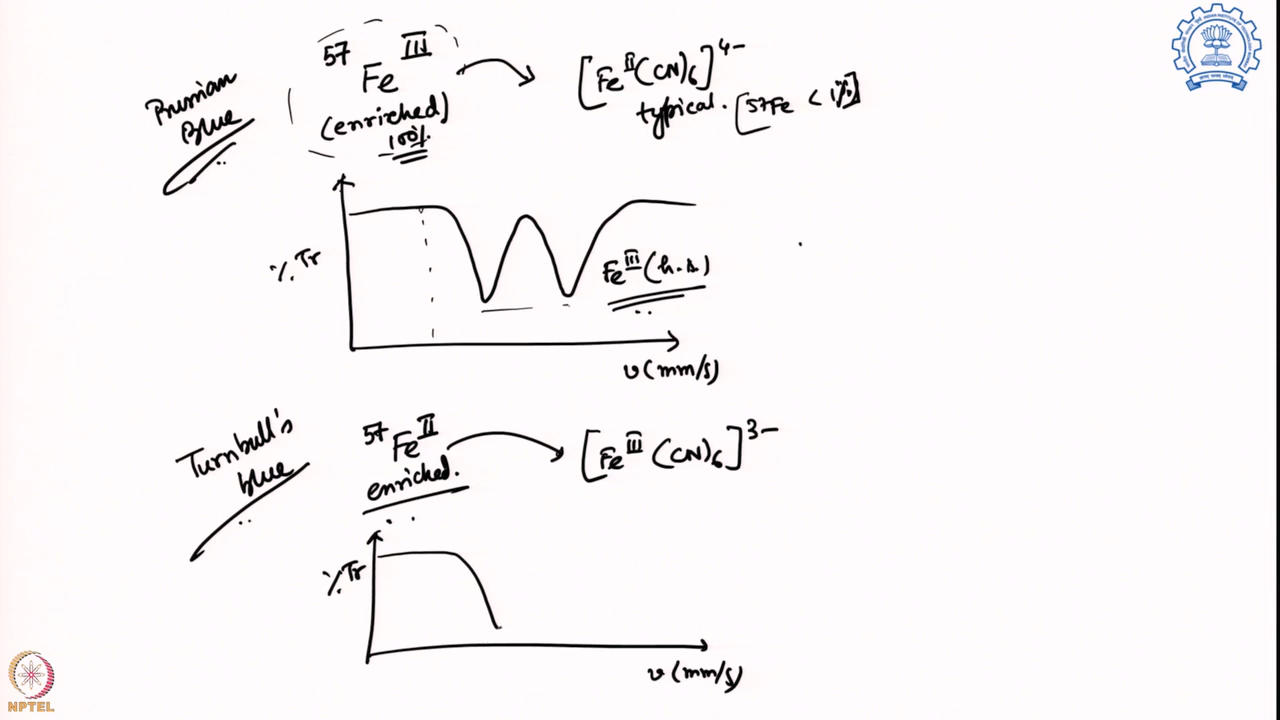 Prussian Blue
57 Fe III
(enriched)
100%
[Fe II (CN)6]4-
typical. [57Fe < 1%]
% Tr
Fe III (h.s.)
v (mm/s)
Turnbull's blue
57 Fe II
enriched.
[Fe III (CN)6]3-
% Tr
v (mm/s)
NPTEL